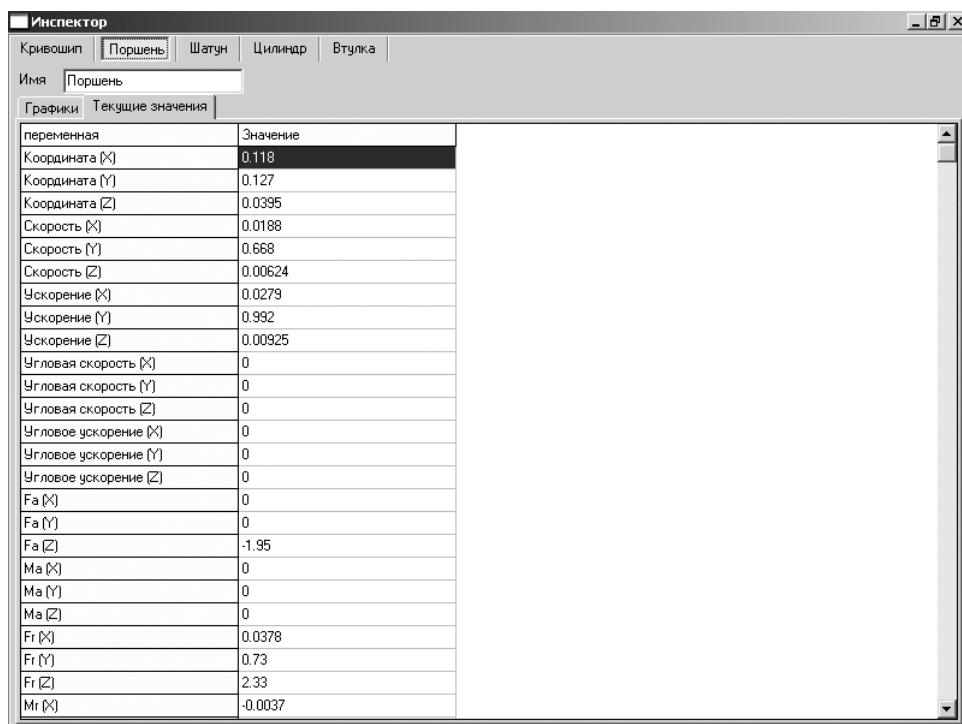 Инспектор
Кривошип Поршень Шатун Цилиндр Втулка
Имя Поршень
Графики Текущие значения
переменная Значение
Координата (X) 0.118
Координата (Y) 0.127
Координата (Z) 0.0395
Скорость (X) 0.0188
Скорость (Y) 0.668
Скорость (Z) 0.00624
Ускорение (X) 0.0279
Ускорение (Y) 0.992
Ускорение (Z) 0.00925
Угловая скорость (X) 0
Угловая скорость (Y) 0
Угловая скорость (Z) 0
Угловое ускорение (X) 0
Угловое ускорение (Y) 0
Угловое ускорение (Z) 0
Fa (X) 0
Fa (Y) 0
Fa (Z) -1.95
Ma (X) 0
Ma (Y) 0
Ma (Z) 0
Fr (X) 0.0378
Fr (Y) 0.73
Fr (Z) 2.33
Mr (X) -0.0037